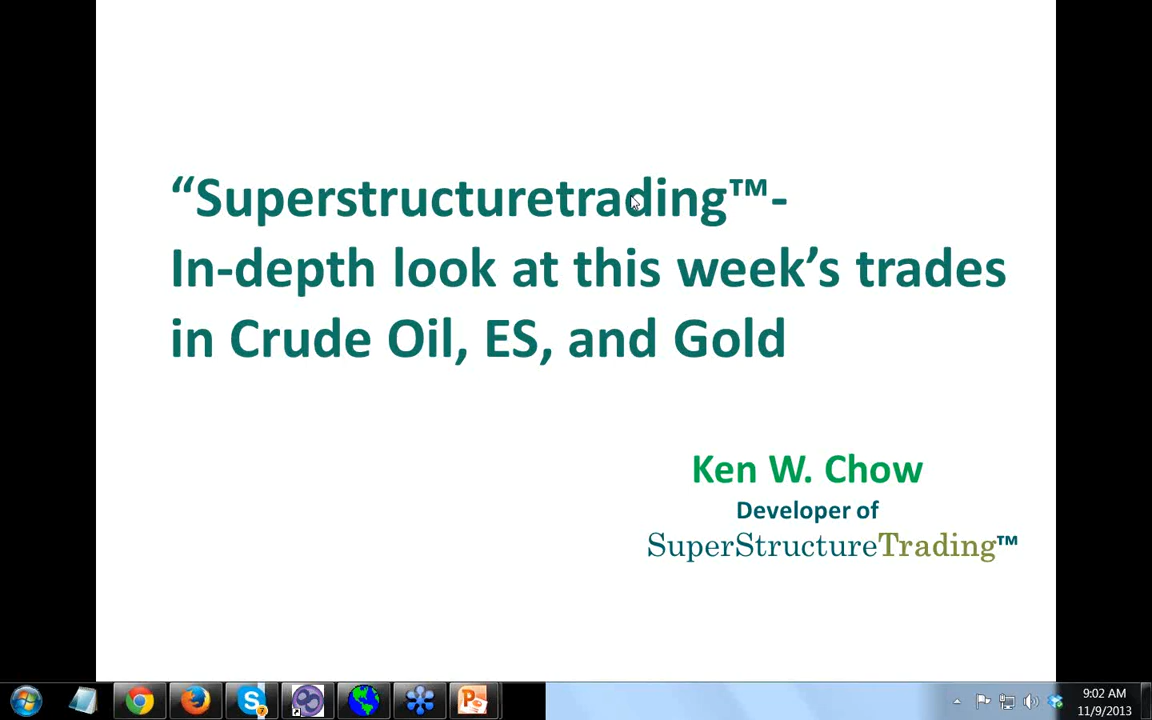 “Superstructuretrading™-
In-depth look at this week’s trades
in Crude Oil, ES, and Gold
Ken W. Chow
Developer of
SuperStructureTrading™
9:02 AM
11/9/2013